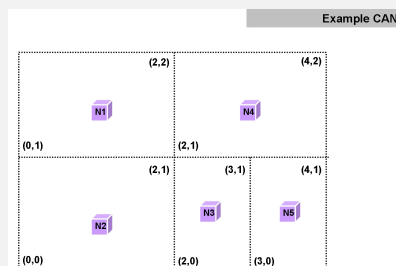 Example CAN
(2,2) (4,2)
N1 N4
(0,1) (2,1)
(2,1) (3,1) (4,1)
N3 N5
N2
(0,0) (2,0) (3,0)